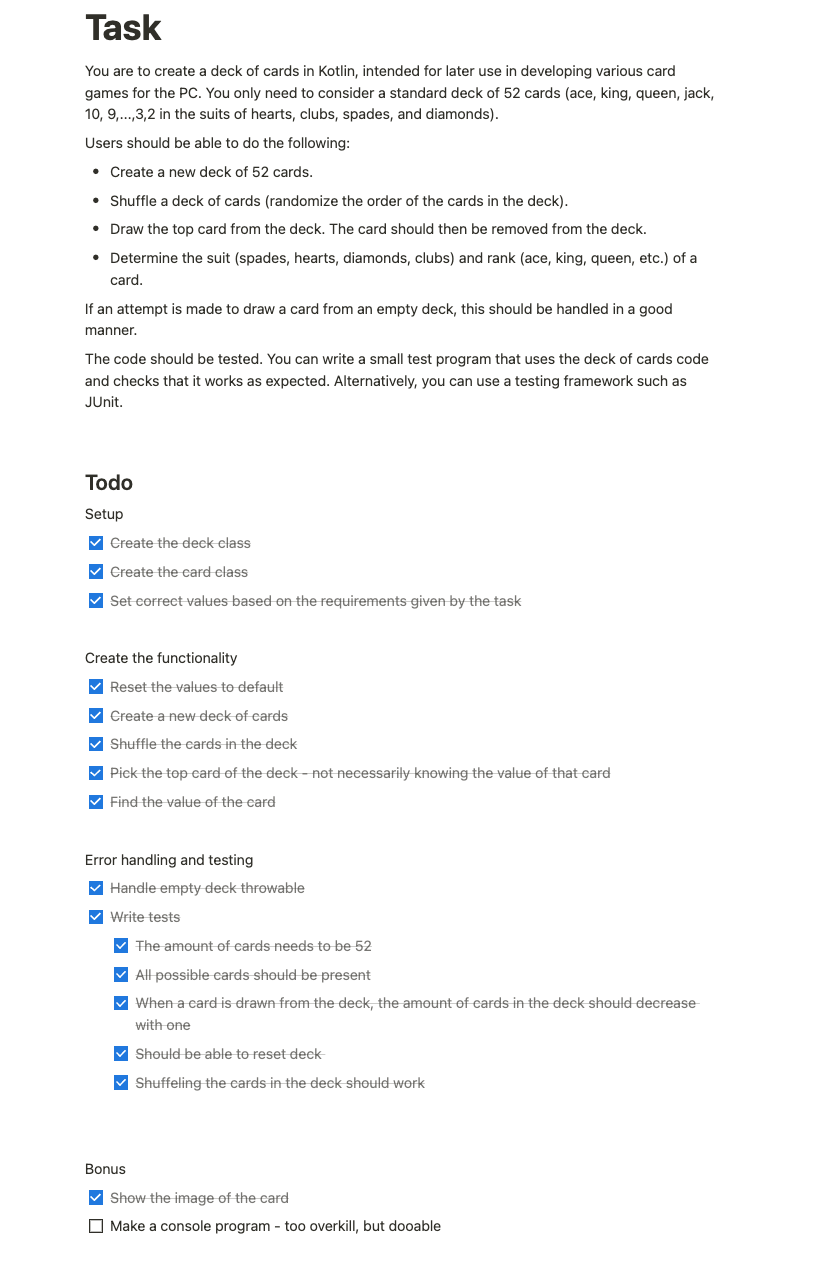 Task
You are to create a deck of cards in Kotlin, intended for later use in developing various card
games for the PC. You only need to consider a standard deck of 52 cards (ace, king, queen, jack,
10, 9,...,3,2 in the suits of hearts, clubs, spades, and diamonds).
Users should be able to do the following:
• Create a new deck of 52 cards.
• Shuffle a deck of cards (randomize the order of the cards in the deck).
• Draw the top card from the deck. The card should then be removed from the deck.
• Determine the suit (spades, hearts, diamonds, clubs) and rank (ace, king, queen, etc.) of a
card.
If an attempt is made to draw a card from an empty deck, this should be handled in a good
manner.
The code should be tested. You can write a small test program that uses the deck of cards code
and checks that it works as expected. Alternatively, you can use a testing framework such as
JUnit.
Todo
Setup
Create the deck class
Create the card class
Set correct values based on the requirements given by the task
Create the functionality
Reset the values to default
Create a new deck of cards
Shuffle the cards in the deck
Pick the top card of the deck - not necessarily knowing the value of that card
Find the value of the card
Error handling and testing
Handle empty deck throwable
Write tests
The amount of cards needs to be 52
All possible cards should be present
When a card is drawn from the deck, the amount of cards in the deck should decrease
with one
Should be able to reset deck
Shuffeling the cards in the deck should work
Bonus
Show the image of the card
Make a console program - too overkill, but dooable